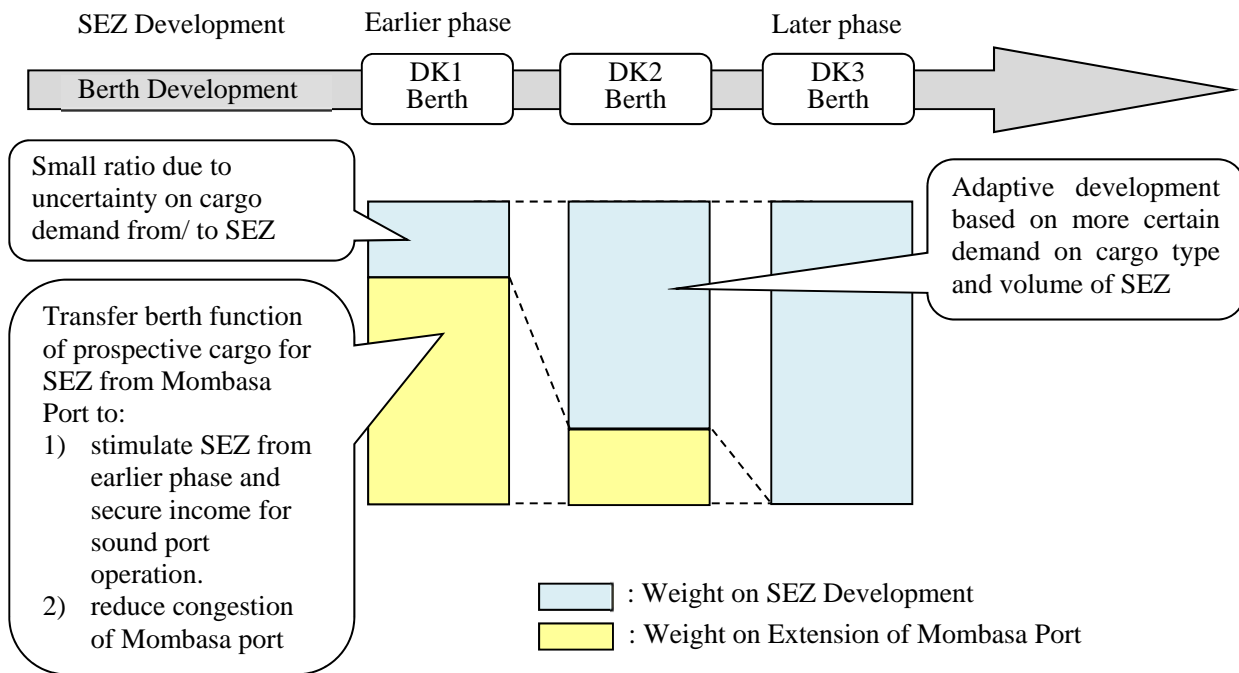 SEZ Development
Earlier phase
Later phase
Berth Development
DK1
Berth
DK2
Berth
DK3
Berth
Small ratio due to
uncertainty on cargo
demand from/ to SEZ
Adaptive development
based on more certain
demand on cargo type
and volume of SEZ
Transfer berth function
of prospective cargo for
SEZ from Mombasa
Port to:
1) stimulate SEZ from
earlier phase and
secure income for
sound port
operation.
2) reduce congestion
of Mombasa port
: Weight on SEZ Development
: Weight on Extension of Mombasa Port